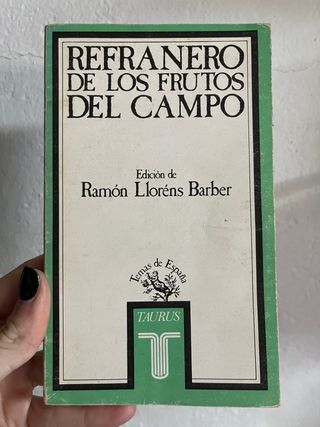 REFRANERO
DE LOS FRUTOS
DEL CAMPO
Edición de
Ramón Lloréns Barber
Temas de España
TAURUS